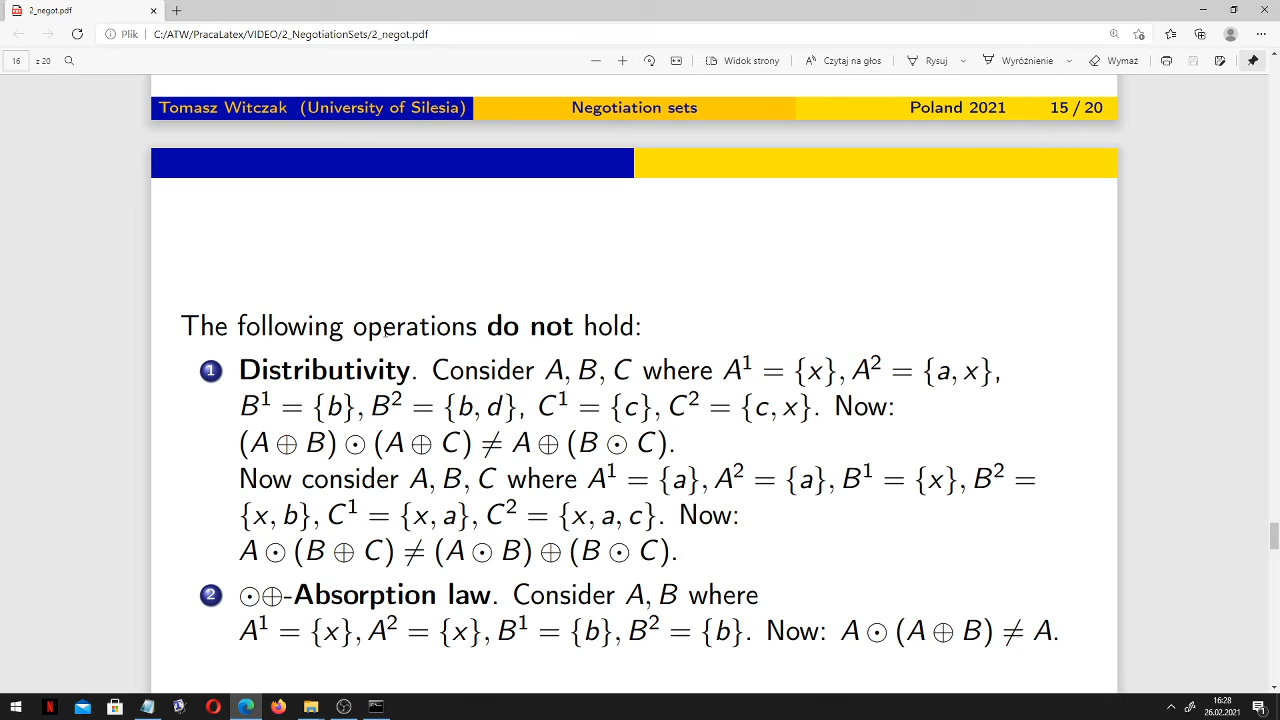 2_negot.pdf
Plik
C:/ATW/PracaLatex/VIDEO/2_NegotiationSets/2_negot.pdf
16 z 20
Widok strony
Czytaj na głos
Rysuj
Wyróżnienie
Wymaż
Tomasz Witczak (University of Silesia) Negotiation sets Poland 2021 15 / 20
The following operations do not hold:
1 Distributivity. Consider A, B, C where A¹ = {x}, A² = {a, x},
B¹ = {b}, B² = {b, d}, C¹ = {c}, C² = {c, x}. Now:
(A ⊕ B) ⊙ (A ⊕ C) ≠ A ⊕ (B ⊙ C).
Now consider A, B, C where A¹ = {a}, A² = {a}, B¹ = {x}, B² =
{x, b}, C¹ = {x, a}, C² = {x, a, c}. Now:
A ⊙ (B ⊕ C) ≠ (A ⊙ B) ⊕ (B ⊙ C).
2 ⊙⊕-Absorption law. Consider A, B where
A¹ = {x}, A² = {x}, B¹ = {b}, B² = {b}. Now: A ⊙ (A ⊕ B) ≠ A.
16:28
26.02.2021